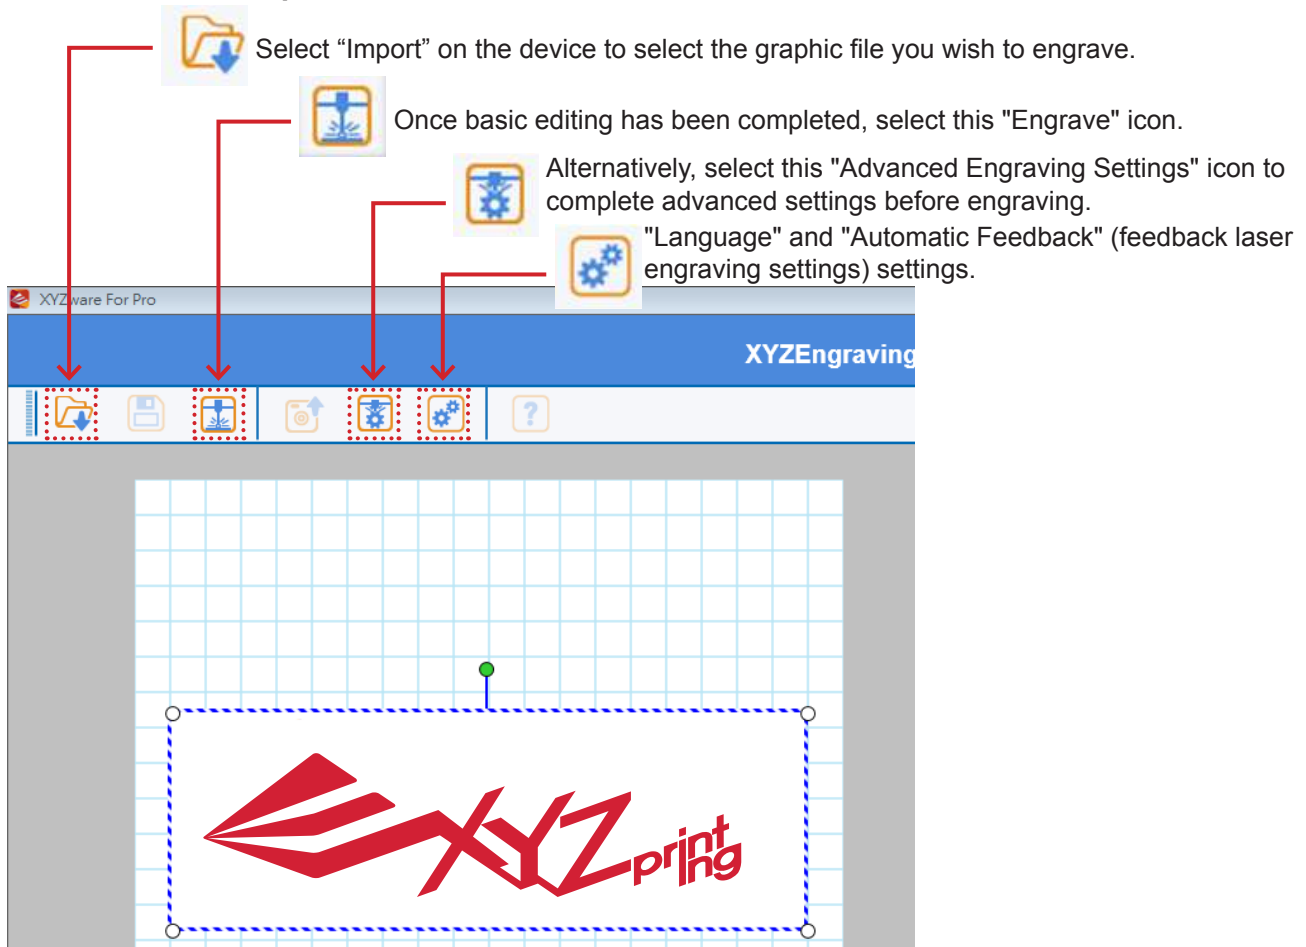 Select “Import” on the device to select the graphic file you wish to engrave.
Once basic editing has been completed, select this "Engrave" icon.
Alternatively, select this "Advanced Engraving Settings" icon to
complete advanced settings before engraving.
"Language" and "Automatic Feedback" (feedback laser
engraving settings) settings.
XYZware For Pro
XYZEngraving
?
XYZprinting